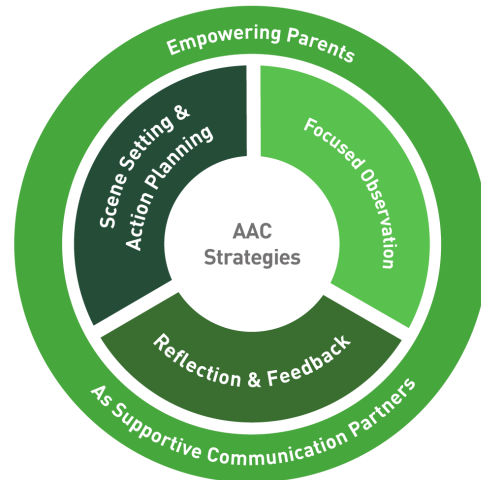 Empowering Parents
Scene Setting &
Action Planning
Focused Observation
AAC
Strategies
Reflection & Feedback
As Supportive Communication Partners